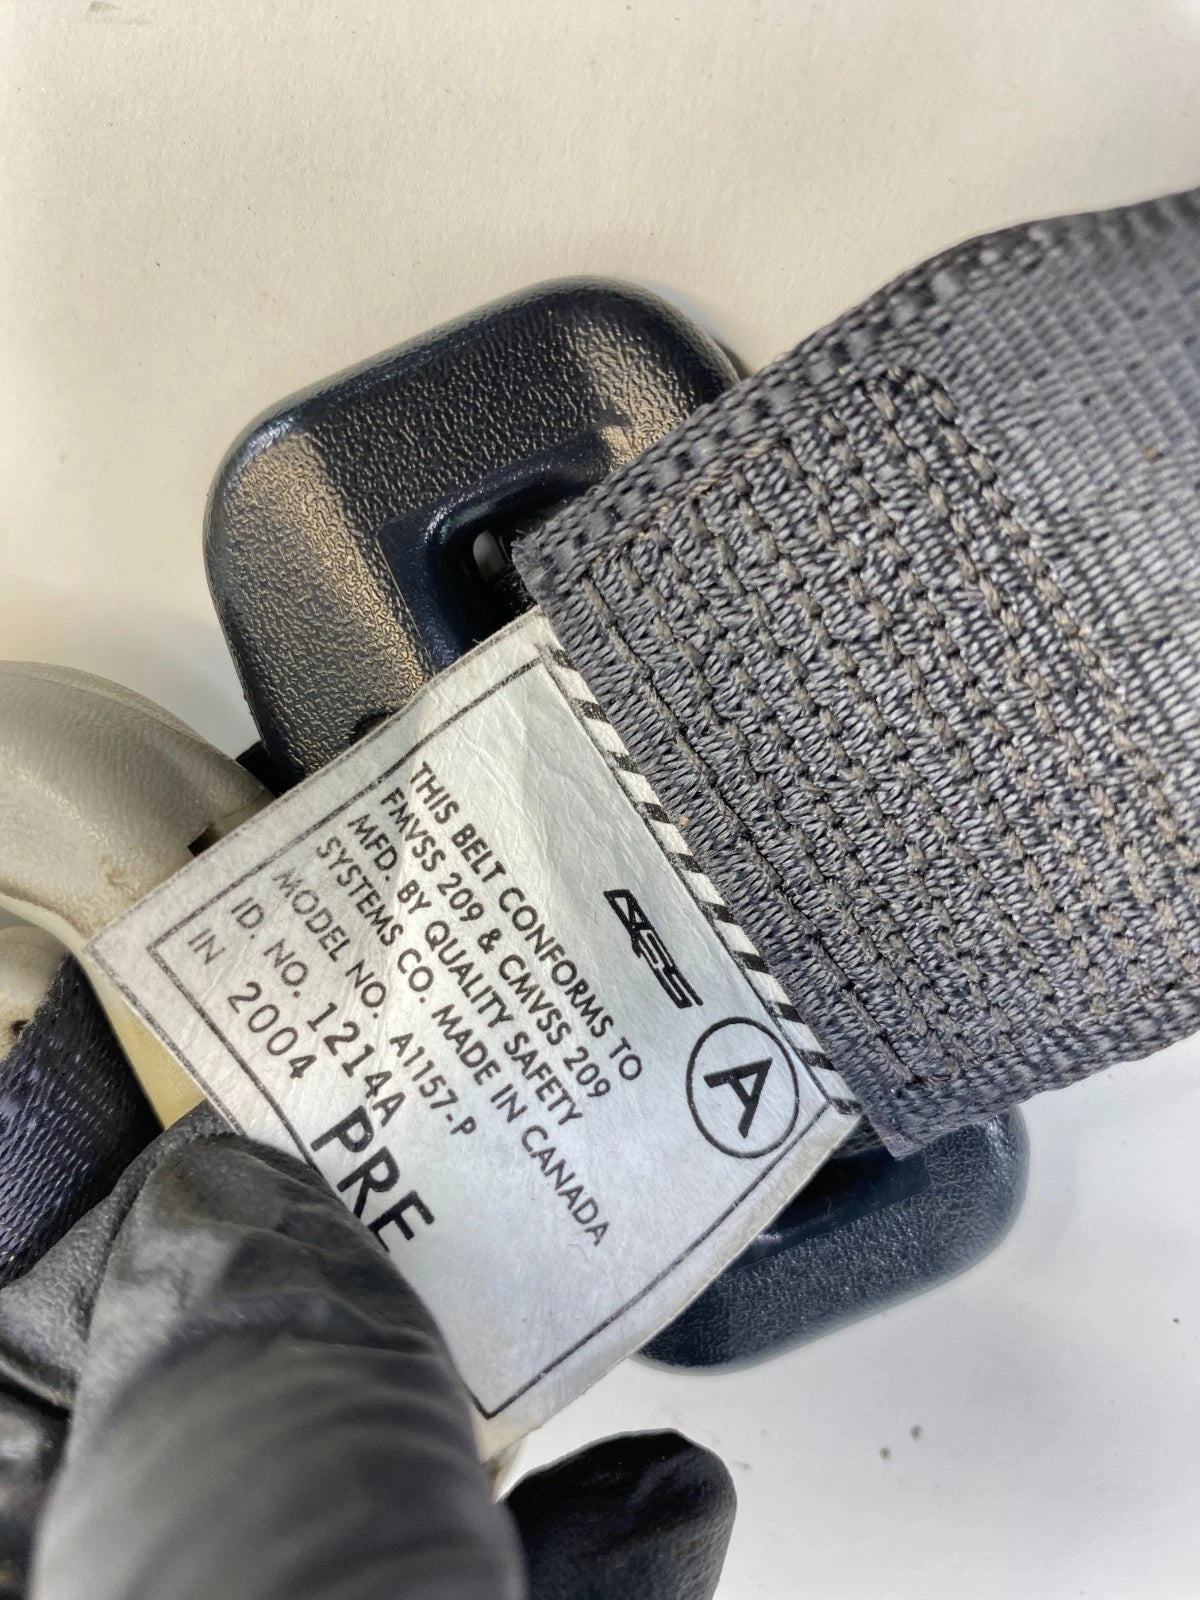 AFS
A
THIS BELT CONFORMS TO
FMVSS 209 & CMVSS 209
MFD. BY QUALITY SAFETY
SYSTEMS CO. MADE IN CANADA
MODEL NO. A1157-P
ID. NO. 1214A
IN 2004
PRE